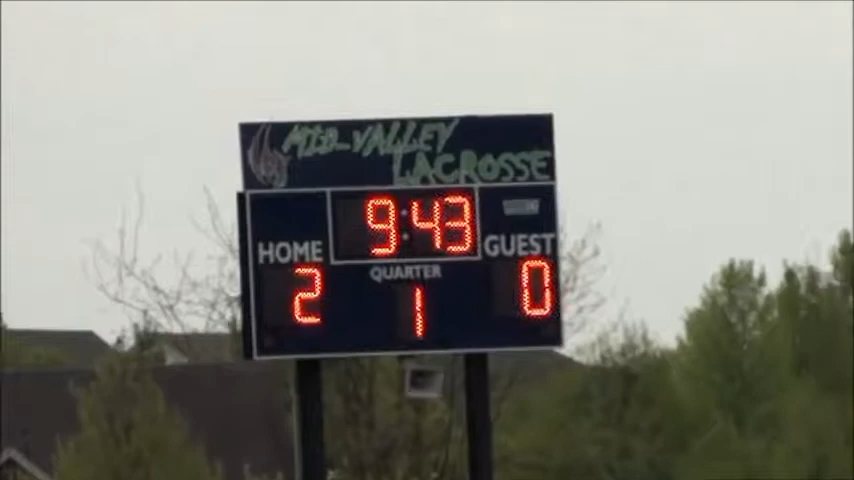 MID-VALLEY
LACROSSE
9:43
HOME
GUEST
QUARTER
2
1
0